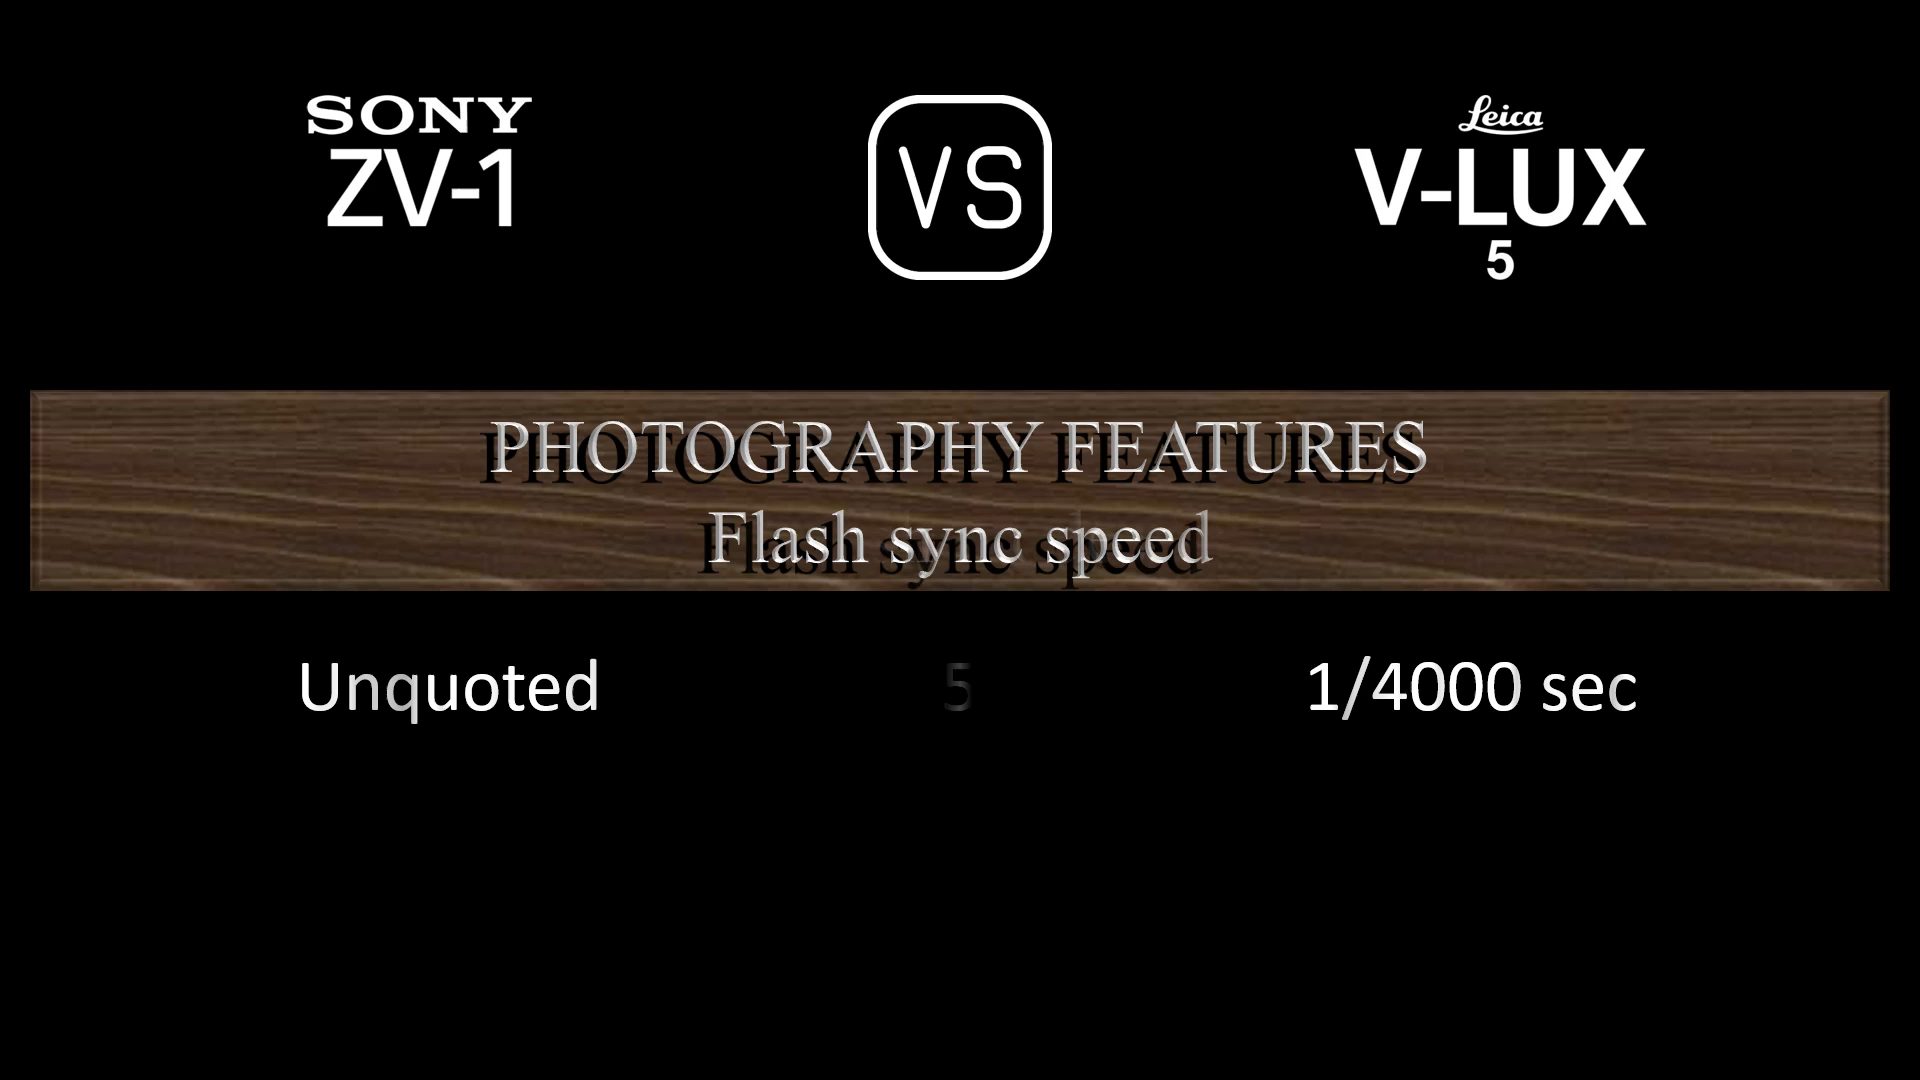 SONY
ZV-1
VS
Leica
V-LUX
5
PHOTOGRAPHY FEATURES
Flash sync speed
Unquoted
5
1/4000 sec